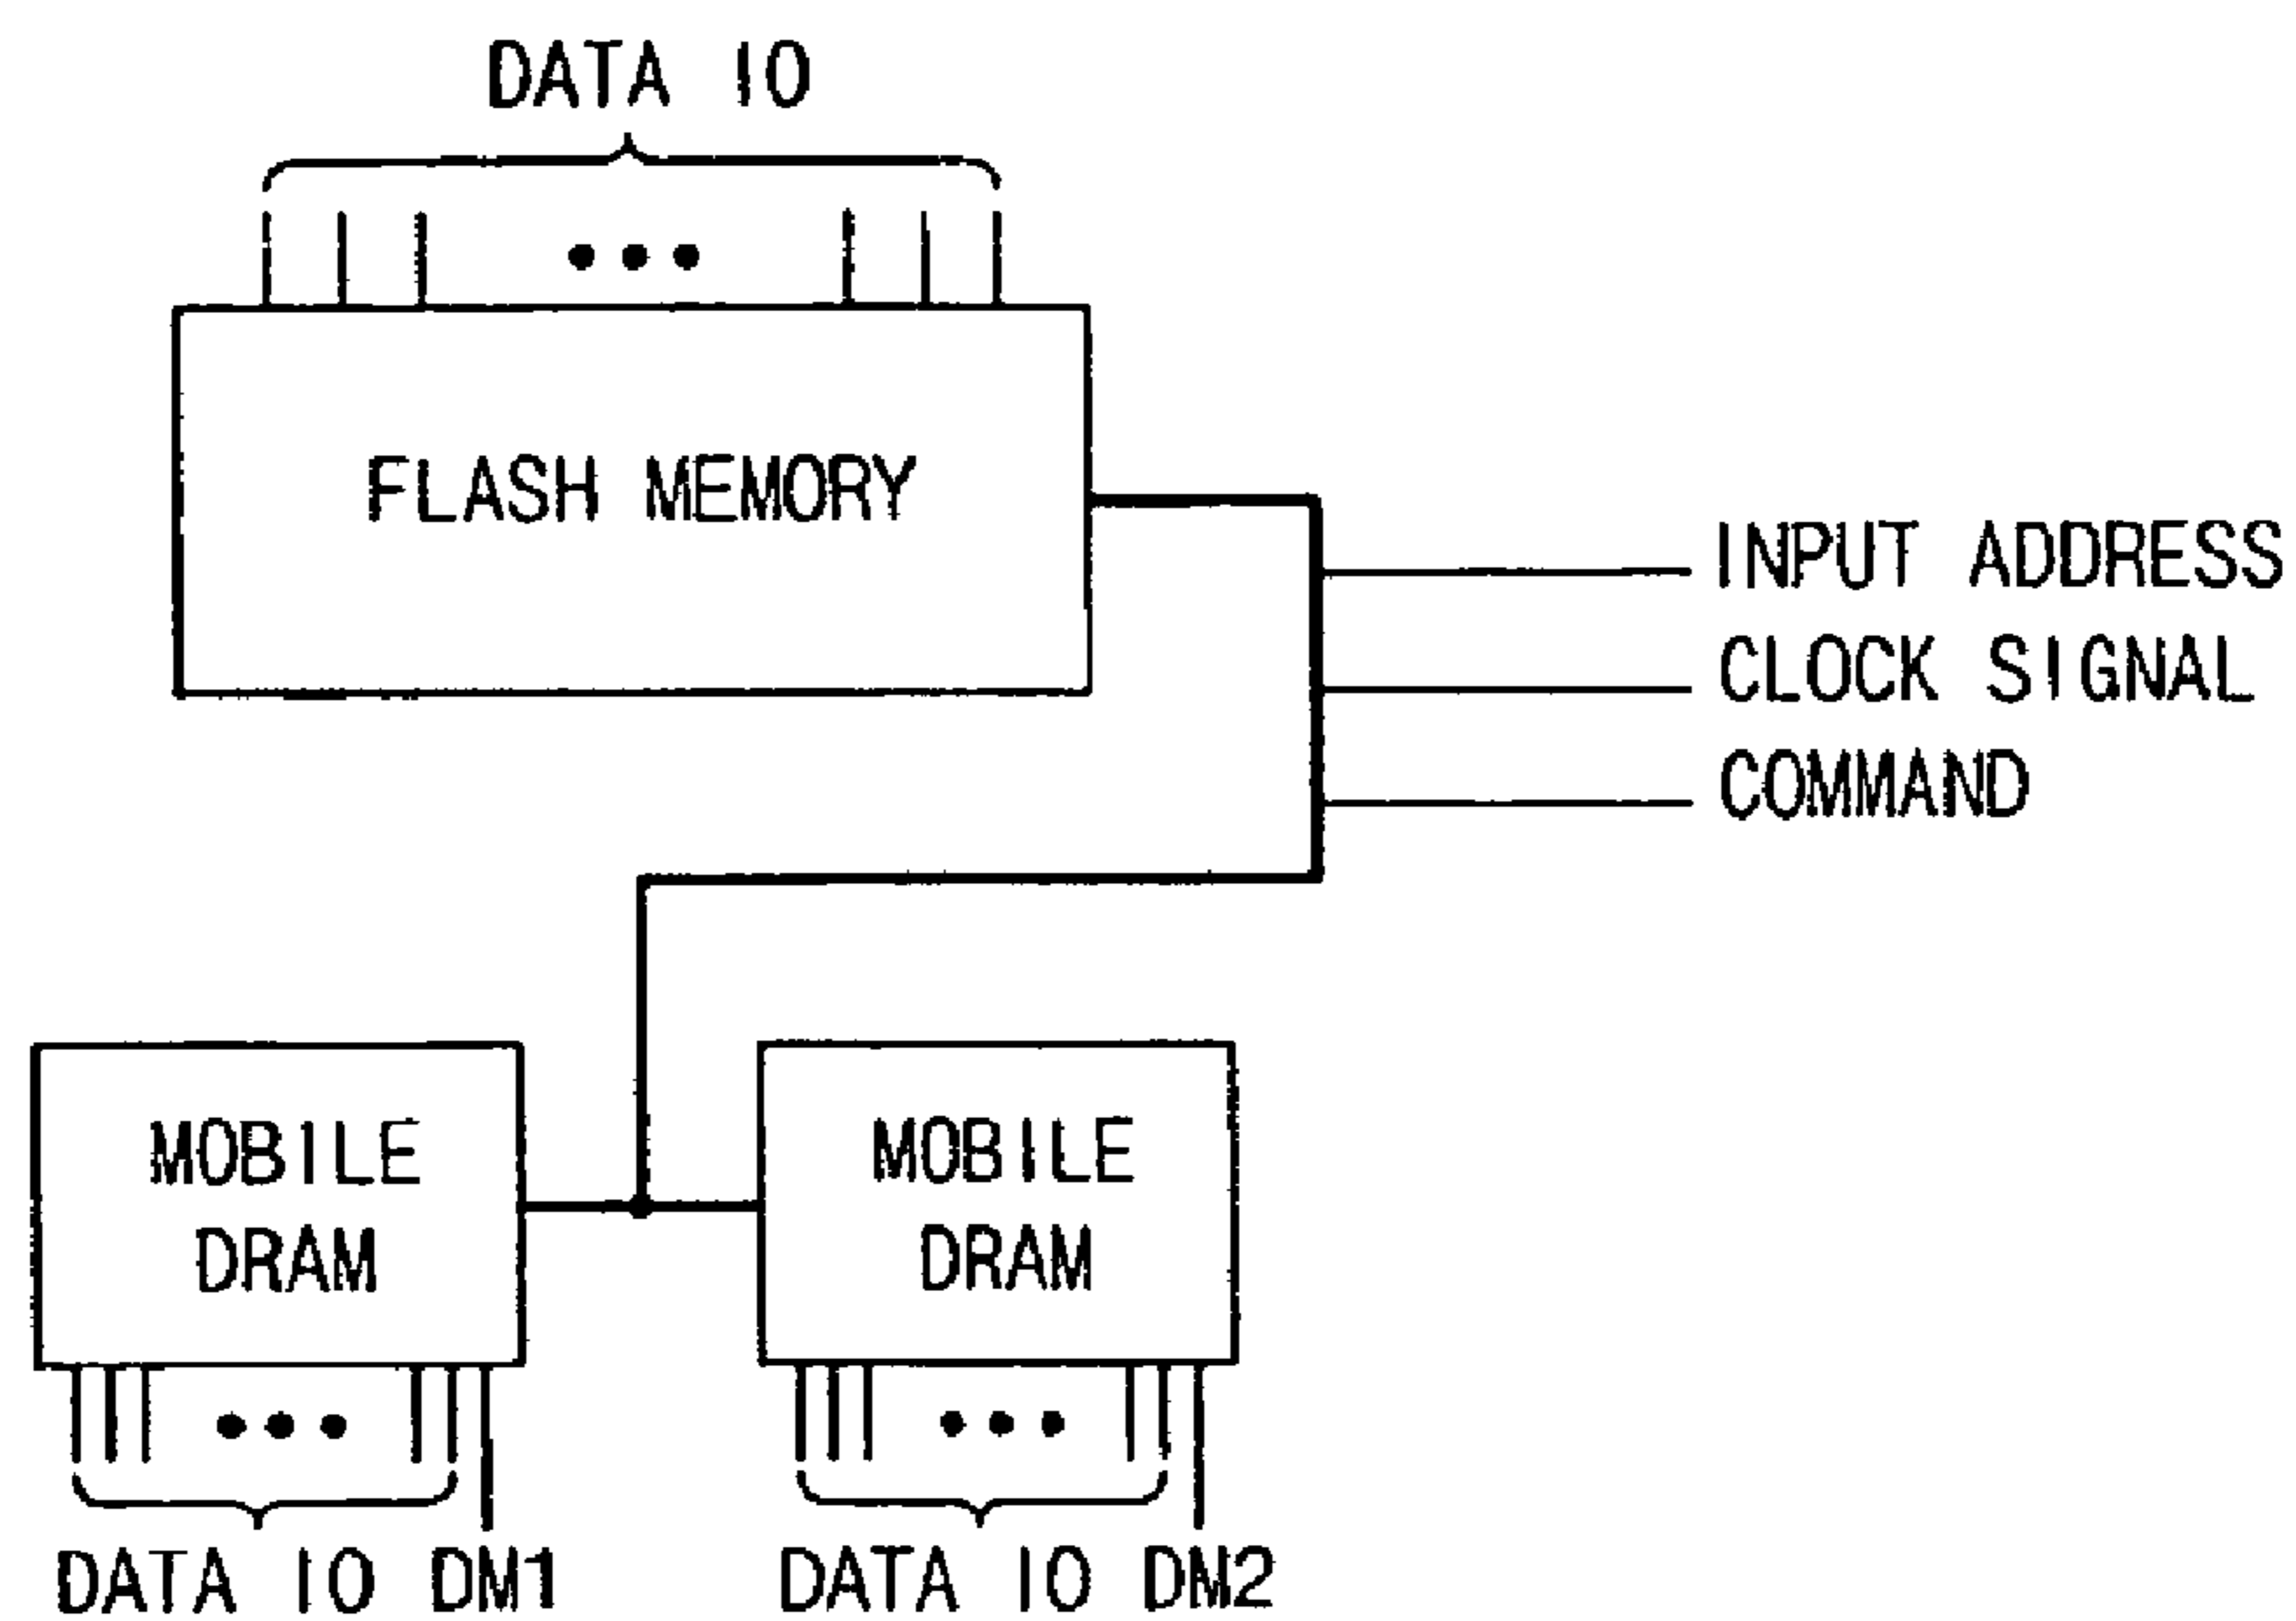 DATA IO
FLASH MEMORY
INPUT ADDRESS
CLOCK SIGNAL
COMMAND
MOBILE
DRAM
MOBILE
DRAM
DATA IO DM1
DATA IO DM2